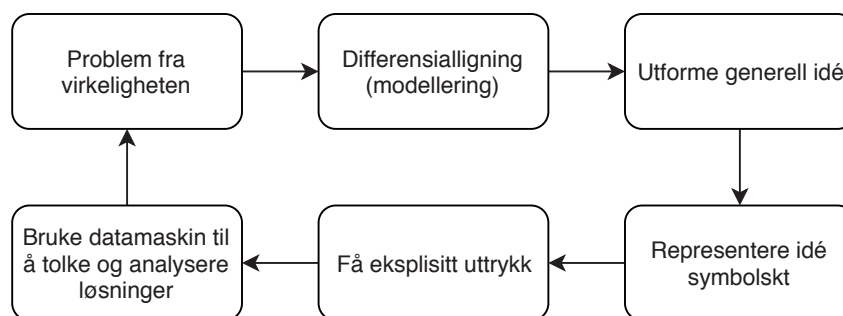 Problem fra
virkeligheten
Differensialligning
(modellering)
Utforme generell idé
Representere idé
symbolskt
Få eksplisitt uttrykk
Bruke datamaskin til
å tolke og analysere
løsninger